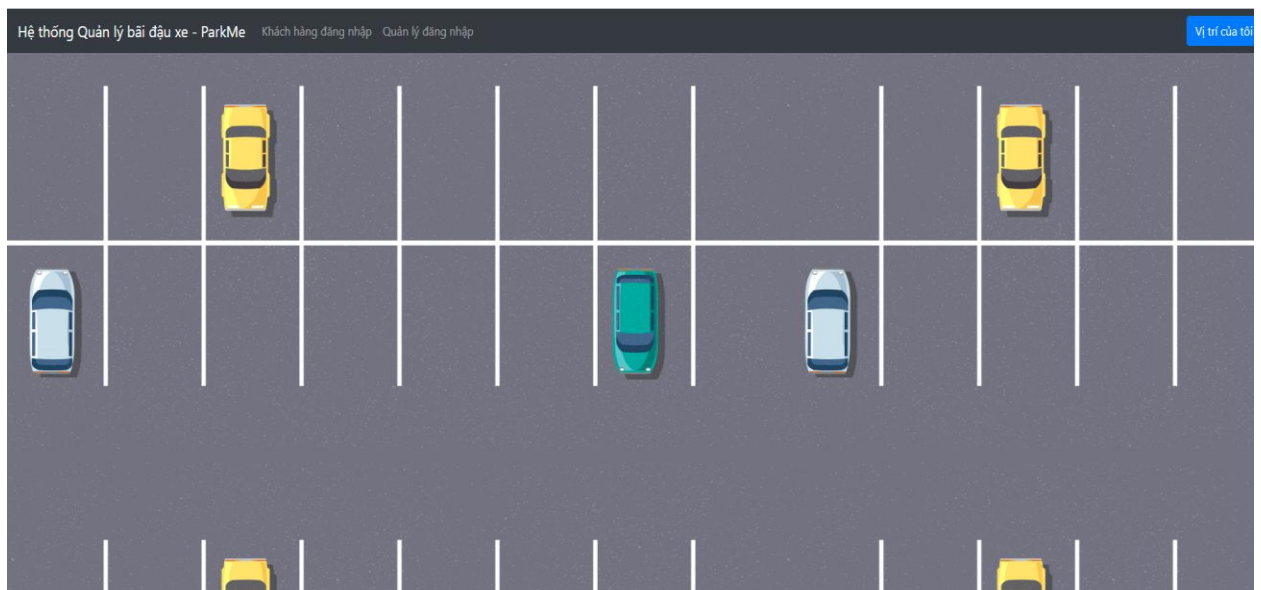 Hệ thống Quản lý bãi đậu xe - ParkMe Khách hàng đăng nhập Quản lý đăng nhập Vị trí của tôi